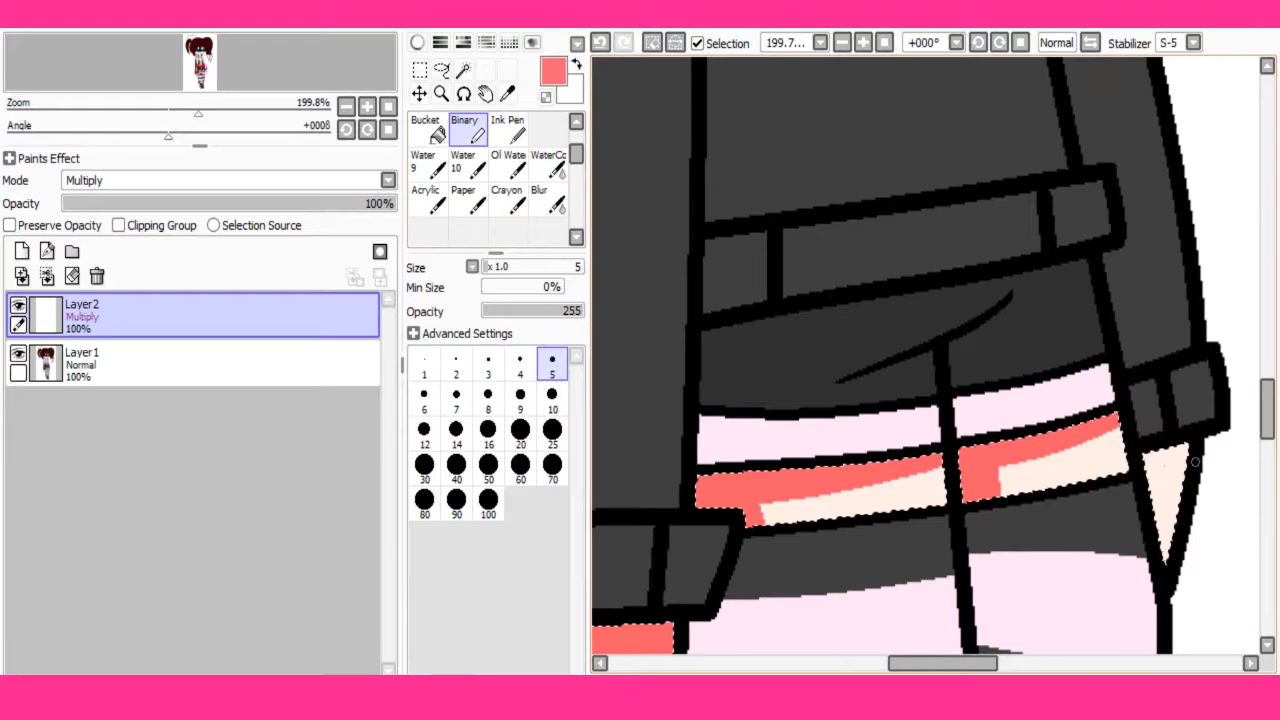 Zoom 199.8%
Angle +000ß
Paints Effect
Mode Multiply
Opacity 100%
Preserve Opacity Clipping Group Selection Source
Layer2
Multiply
100%
Layer1
Normal
100%
Bucket Binary Ink Pen
Water 9 Water 10 Ol Wate WaterCo
Acrylic Paper Crayon Blur
Size x 1.0 5
Min Size 0%
Opacity 255
Advanced Settings
1 2 3 4 5
6 7 8 9 10
12 14 16 20 25
30 40 50 60 70
80 90 100
Selection 199.7... +000° Normal Stabilizer S-5